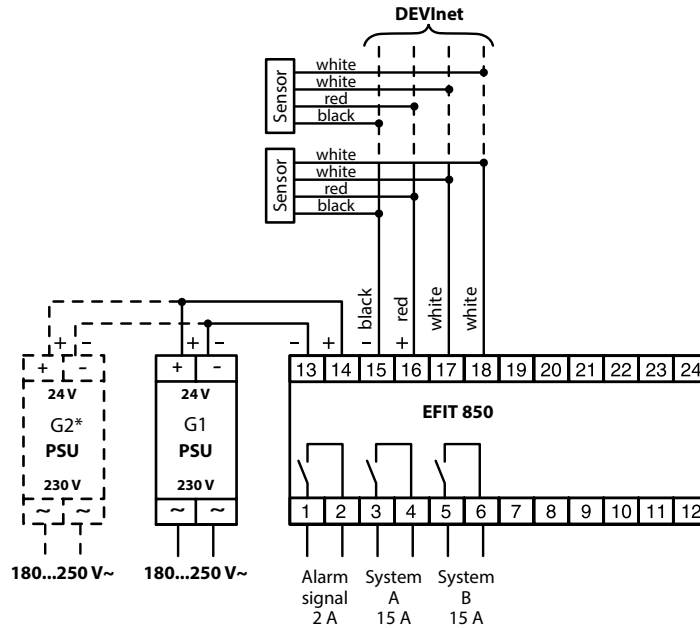 DEVInet
Sensor
white
white
red
black
Sensor
white
white
red
black
black
red
white
white
+ -
+ -
- +
- +
+ -
+ -
13 14 15 16 17 18 19 20 21 22 23 24
24 V
G2*
PSU
230 V
~ ~
24 V
G1
PSU
230 V
~ ~
EFIT 850
1 2 3 4 5 6 7 8 9 10 11 12
180...250 V~
180...250 V~
Alarm
signal
2 A
System
A
15 A
System
B
15 A